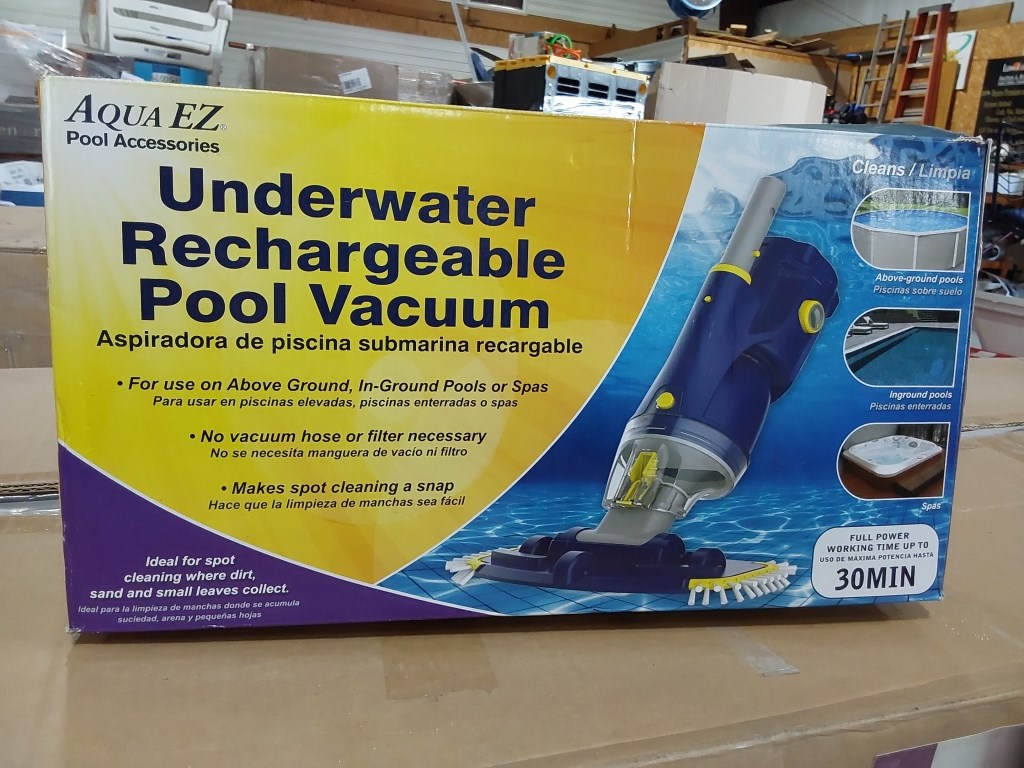 AQUA EZ®
Pool Accessories
Underwater
Rechargeable
Pool Vacuum
Aspiradora de piscina submarina recargable
• For use on Above Ground, In-Ground Pools or Spas
Para usar en piscinas elevadas, piscinas enterradas o spas
• No vacuum hose or filter necessary
No se necesita manguera de vacío ni filtro
• Makes spot cleaning a snap
Hace que la limpieza de manchas sea fácil
Ideal for spot
cleaning where dirt,
sand and small leaves collect.
Ideal para la limpieza de manchas donde se acumula
suciedad, arena y pequeñas hojas
Cleans / Limpia
Above-ground pools
Piscinas sobre suelo
Inground pools
Piscinas enterradas
Spas
FULL POWER
WORKING TIME UP TO
USO DE MÁXIMA POTENCIA HASTA
30MIN